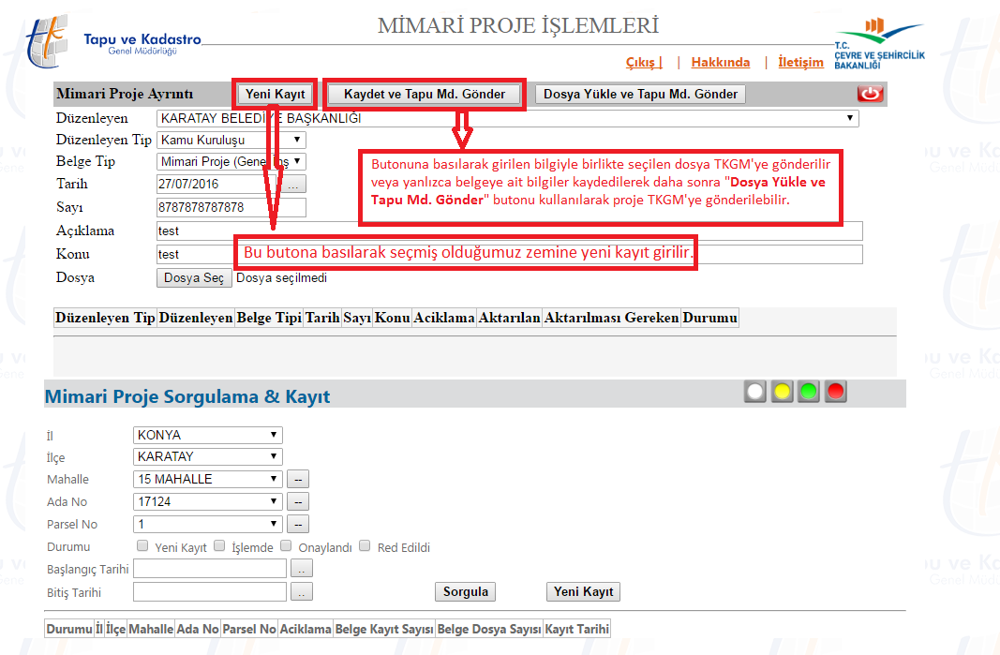 MİMARİ PROJE İŞLEMLERİ
Tapu ve Kadastro
Genel Müdürlüğü
T.C.
ÇEVRE VE ŞEHİRCİLİK
BAKANLIĞI
Çıkış | | Hakkında | İletişim
Mimari Proje Ayrıntı Yeni Kayıt Kaydet ve Tapu Md. Gönder Dosya Yükle ve Tapu Md. Gönder
Düzenleyen KARATAY BELEDİYE BAŞKANLIĞI
Düzenleyen Tip Kamu Kuruluşu
Belge Tip Mimari Proje (Gene İnş
Tarih 27/07/2016 ...
Sayı 8787878787878
Butonuna basılarak girilen bilgiyle birlikte seçilen dosya TKGM'ye gönderilir
veya yanlızca belgeye ait bilgiler kaydedilerek daha sonra "Dosya Yükle ve
Tapu Md. Gönder" butonu kullanılarak proje TKGM'ye gönderilebilir.
Açıklama test
Konu test
Bu butona basılarak seçmiş olduğumuz zemine yeni kayıt girilir.
Dosya Dosya Seç Dosya seçilmedi
Düzenleyen Tip Düzenleyen Belge Tipi Tarih Sayı Konu Aciklama Aktarılan Aktarılması Gereken Durumu
Mimari Proje Sorgulama & Kayıt
İl KONYA
İlçe KARATAY
Mahalle 15 MAHALLE --
Ada No 17124 --
Parsel No 1 --
Durumu Yeni Kayıt İşlemde Onaylandı Red Edildi
Başlangıç Tarihi ..
Bitiş Tarihi .. Sorgula Yeni Kayıt
Durumu İl İlçe Mahalle Ada No Parsel No Aciklama Belge Kayıt Sayısı Belge Dosya Sayısı Kayıt Tarihi